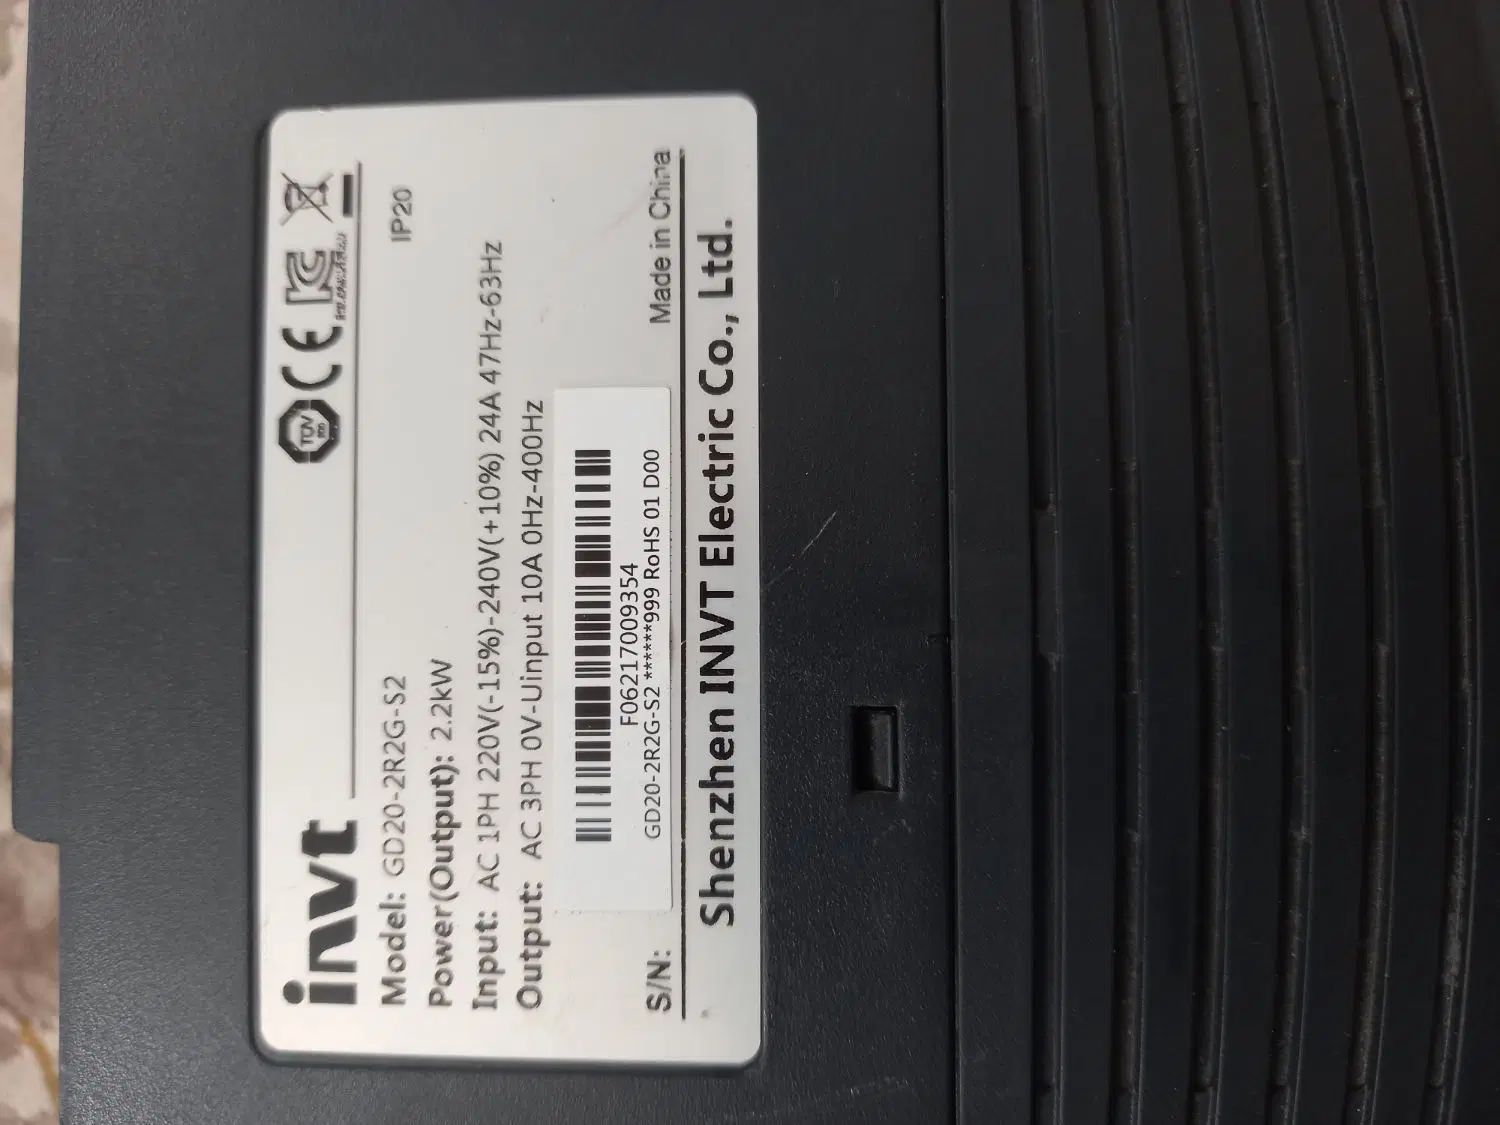 invt
TÜV
CE
Model: GD20-2R2G-S2
IP20
Power(Output): 2.2kW
Input: AC 1PH 220V(-15%)-240V(+10%) 24A 47Hz-63Hz
Output: AC 3PH 0V-Uinput 10A 0Hz-400Hz
F06217009354
GD20-2R2G-S2 ******999 RoHS 01 D00
S/N:
Made in China
Shenzhen INVT Electric Co., Ltd.